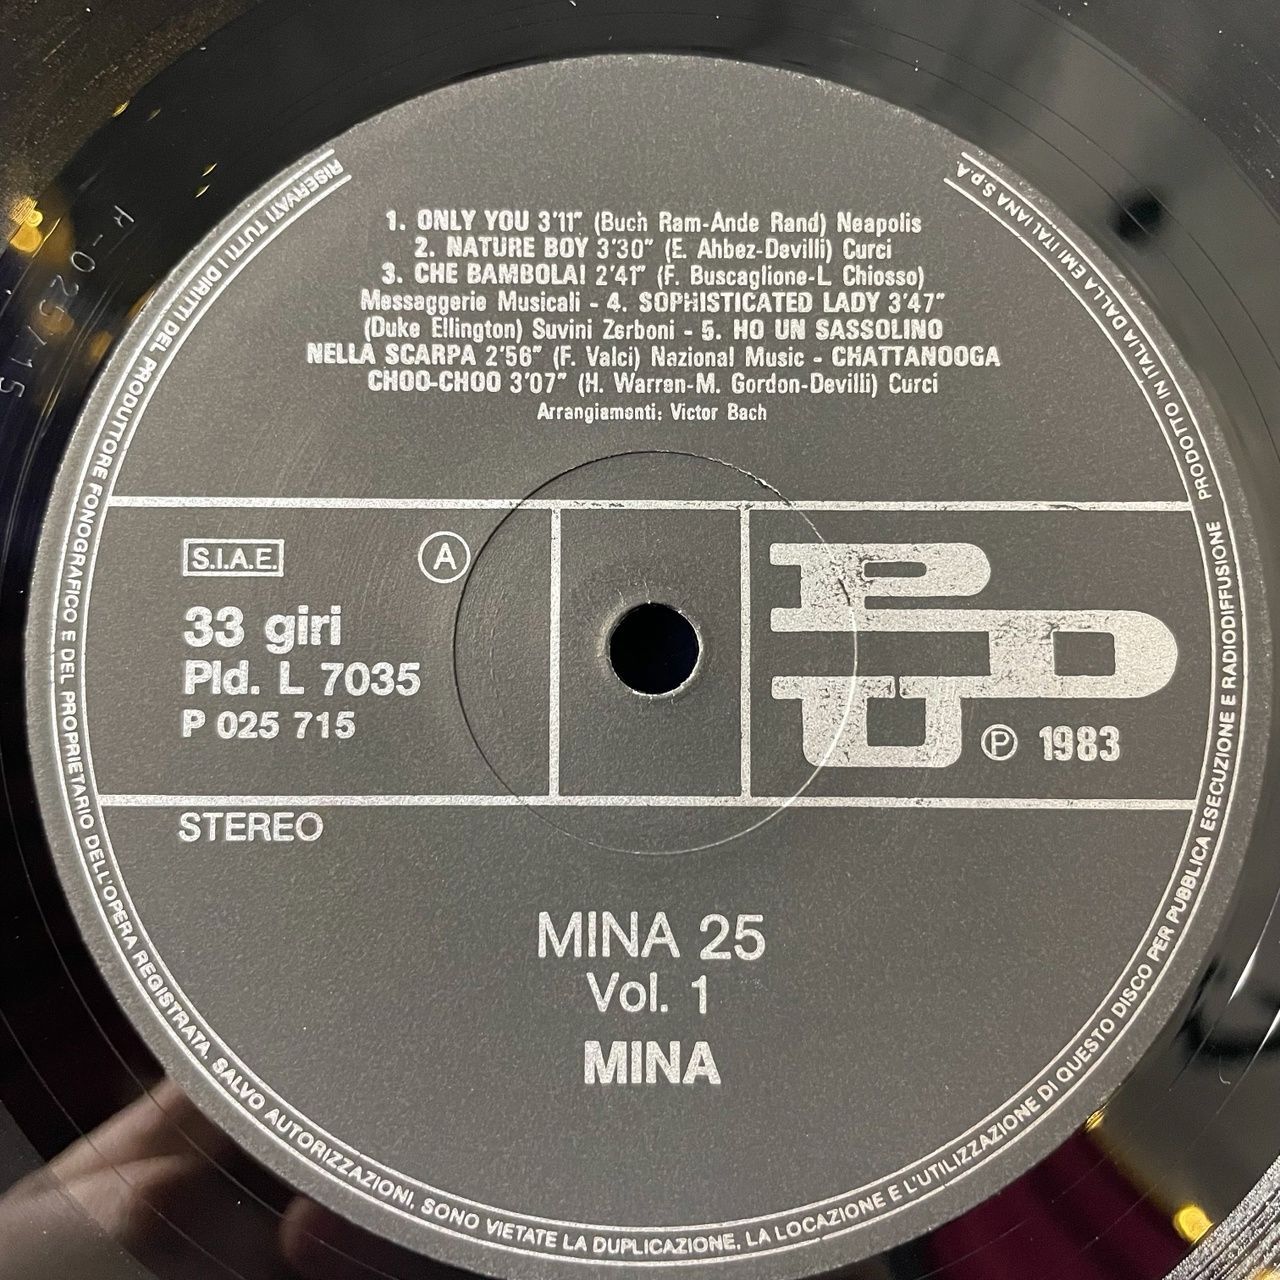 1. ONLY YOU 3'11" (Buch Ram-Ande Rand) Neapolis
2. NATURE BOY 3'30" (E. Ahbez-Devilli) Curci
3. CHE BAMBOLA! 2'41" (F. Buscaglione-L. Chiosso)
Messaggerie Musicali - 4. SOPHISTICATED LADY 3'47"
(Duke Ellington) Suvini Zerboni - 5. HO UN SASSOLINO
NELLA SCARPA 2'56" (F. Valci) Nazional Music - CHATTANOOGA
CHOO-CHOO 3'07" (H. Warren-M. Gordon-Devilli) Curci
Arrangiamenti: Victor Bach
S.I.A.E.
A
33 giri
Pld. L 7035
P 025 715
PDU
℗ 1983
STEREO
MINA 25
Vol. 1
MINA
RISERVATI TUTTI I DIRITTI DEL PRODUTTORE FONOGRAFICO E DEL PROPRIETARIO DELL'OPERA REGISTRATA. SALVO AUTORIZZAZIONI, SONO VIETATE LA DUPLICAZIONE, LA LOCAZIONE E L'UTILIZZAZIONE DI QUESTO DISCO PER PUBBLICA ESECUZIONE E RADIODIFFUSIONE
PRODOTTO IN ITALIA DALLA EMI ITALIANA S.p.A.